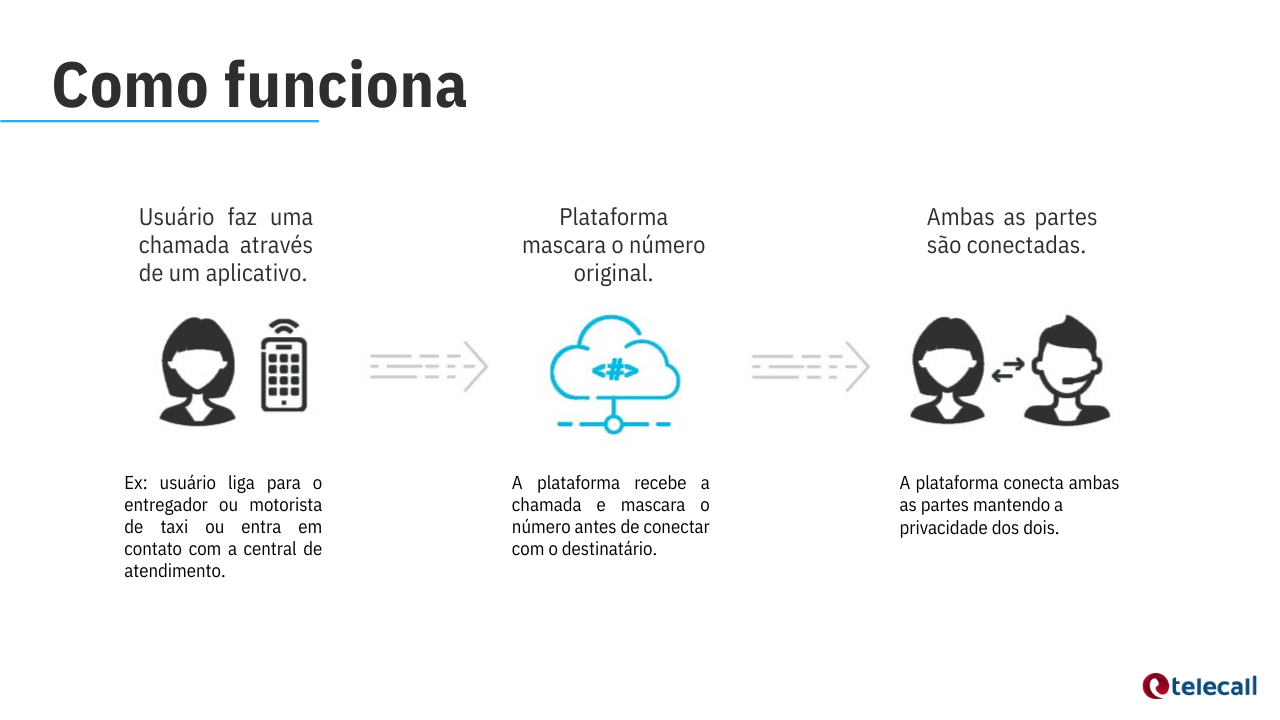 Como funciona
Usuário faz uma
chamada através
de um aplicativo.
Plataforma
mascara o número
original.
Ambas as partes
são conectadas.
<#>
Ex: usuário liga para o
entregador ou motorista
de taxi ou entra em
contato com a central de
atendimento.
A plataforma recebe a
chamada e mascara o
número antes de conectar
com o destinatário.
A plataforma conecta ambas
as partes mantendo a
privacidade dos dois.
telecall